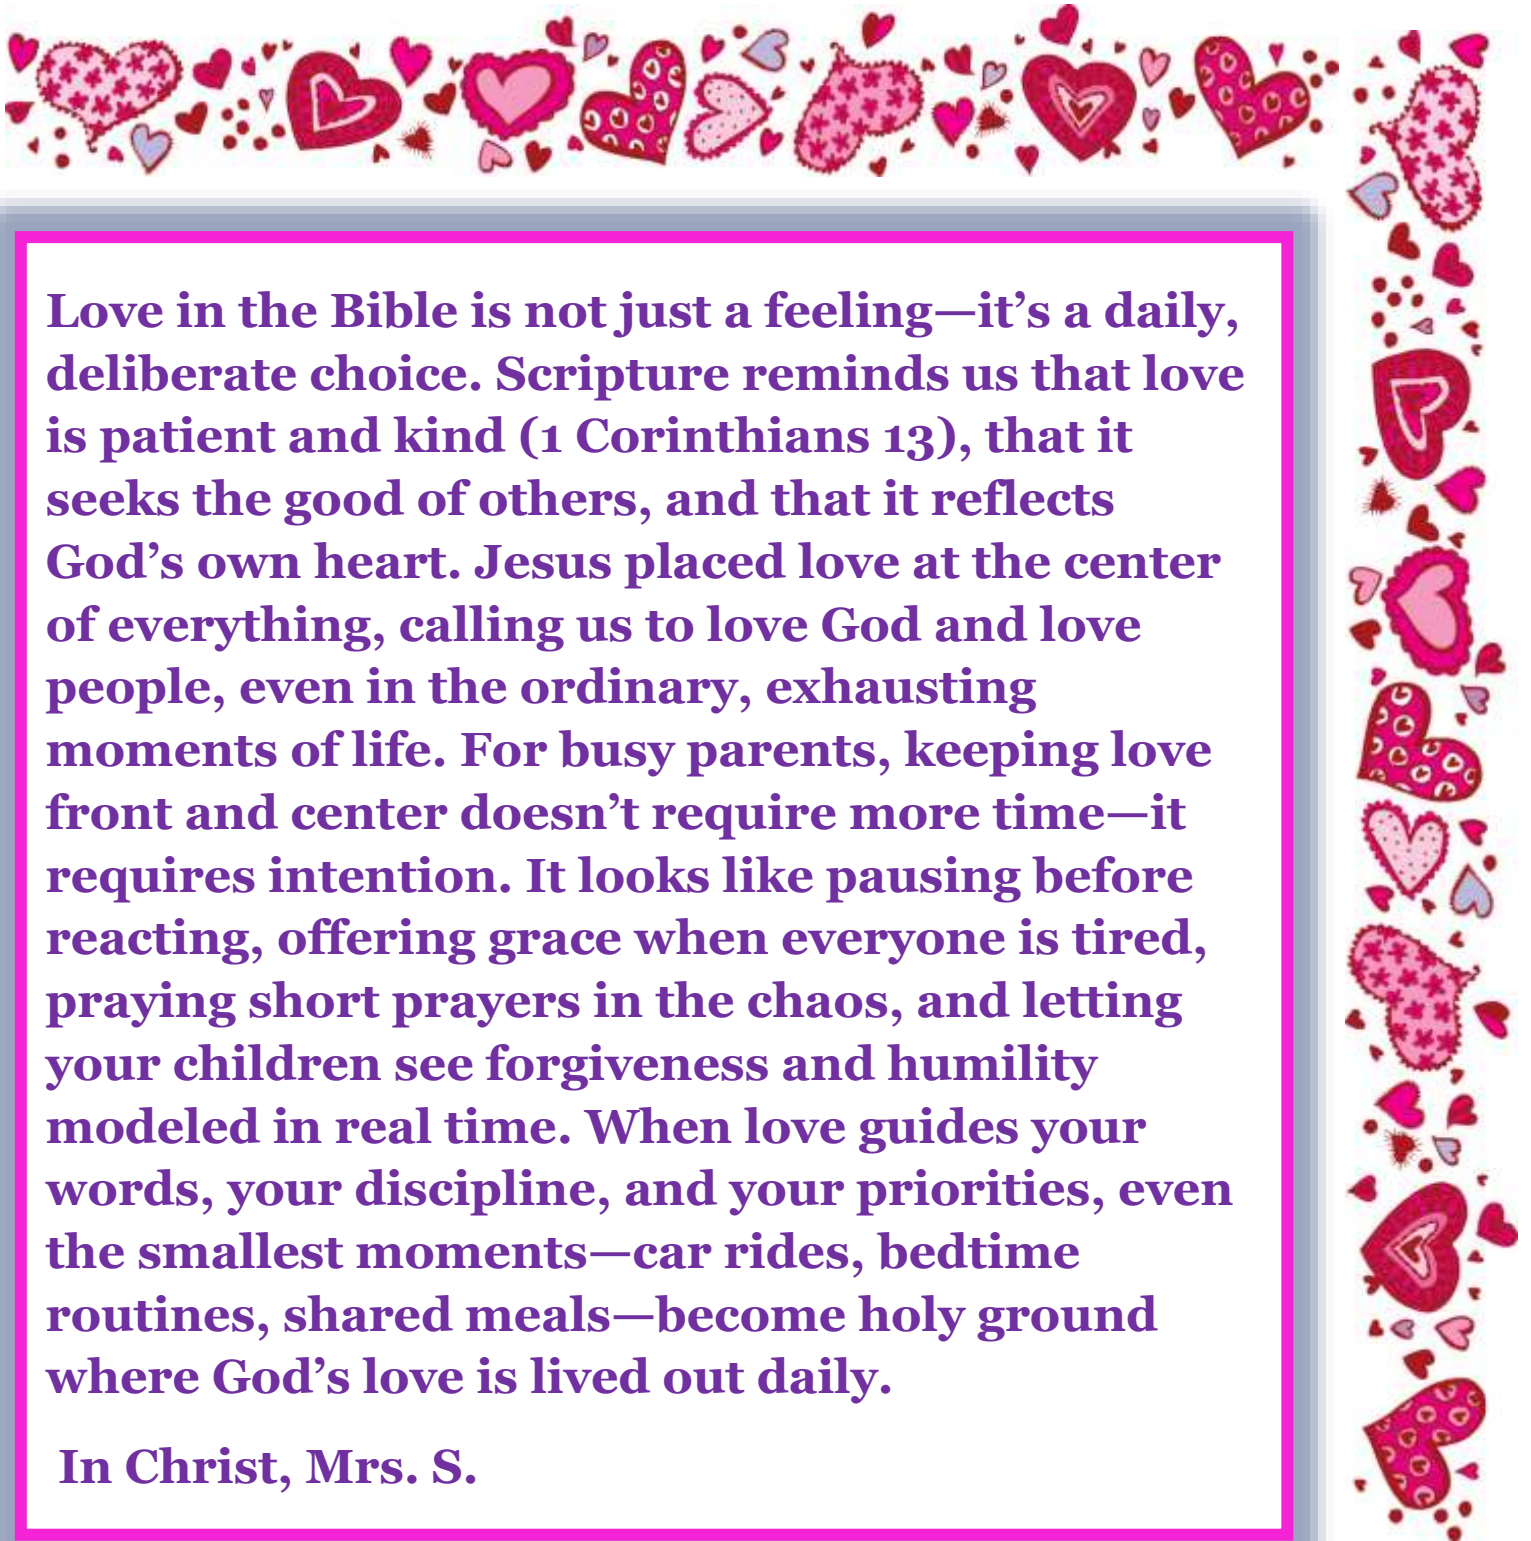 Love in the Bible is not just a feeling—it’s a daily,
deliberate choice. Scripture reminds us that love
is patient and kind (1 Corinthians 13), that it
seeks the good of others, and that it reflects
God’s own heart. Jesus placed love at the center
of everything, calling us to love God and love
people, even in the ordinary, exhausting
moments of life. For busy parents, keeping love
front and center doesn’t require more time—it
requires intention. It looks like pausing before
reacting, offering grace when everyone is tired,
praying short prayers in the chaos, and letting
your children see forgiveness and humility
modeled in real time. When love guides your
words, your discipline, and your priorities, even
the smallest moments—car rides, bedtime
routines, shared meals—become holy ground
where God’s love is lived out daily.
In Christ, Mrs. S.